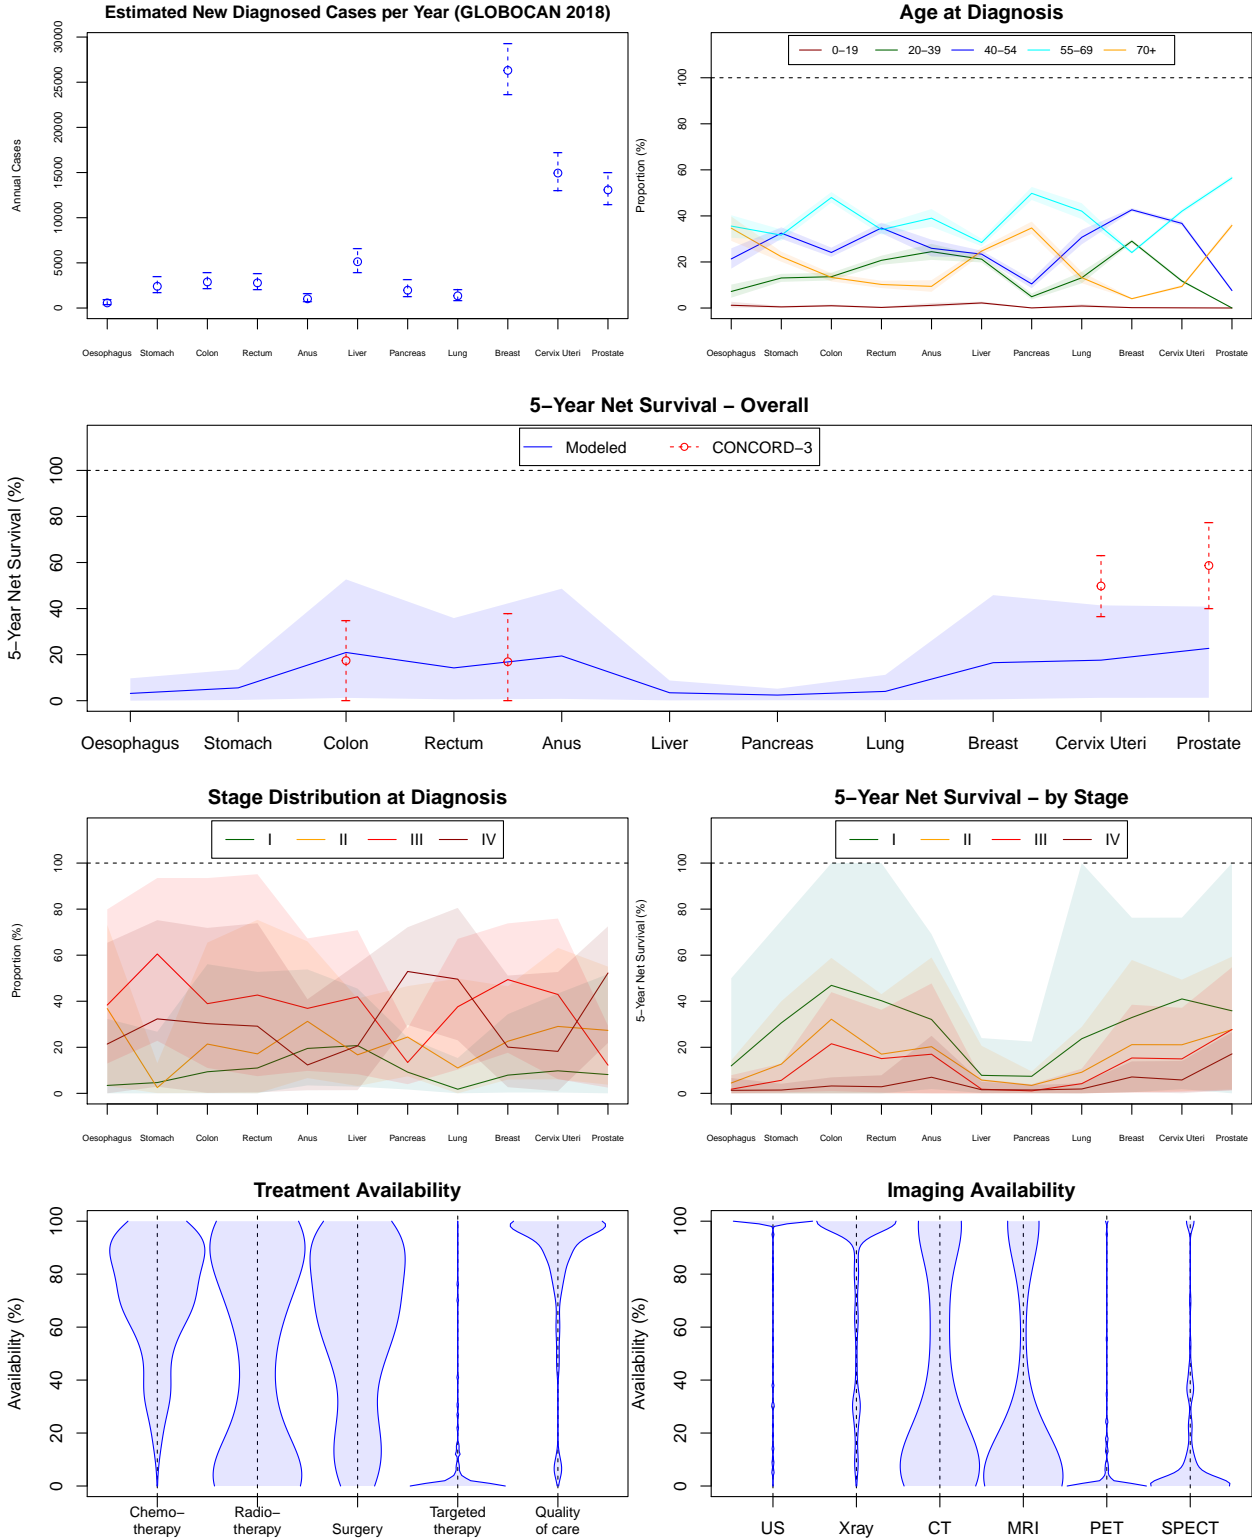 Estimated New Diagnosed Cases per Year (GLOBOCAN 2018)
Annual Cases
30000
25000
20000
15000
10000
5000
0
Oesophagus Stomach Colon Rectum Anus Liver Pancreas Lung Breast Cervix Uteri Prostate
Age at Diagnosis
0−19 20−39 40−54 55−69 70+
Proportion (%)
100
80
60
40
20
0
Oesophagus Stomach Colon Rectum Anus Liver Pancreas Lung Breast Cervix Uteri Prostate
5−Year Net Survival − Overall
Modeled CONCORD−3
5−Year Net Survival (%)
100
80
60
40
20
0
Oesophagus Stomach Colon Rectum Anus Liver Pancreas Lung Breast Cervix Uteri Prostate
Stage Distribution at Diagnosis
I II III IV
Proportion (%)
100
80
60
40
20
0
Oesophagus Stomach Colon Rectum Anus Liver Pancreas Lung Breast Cervix Uteri Prostate
5−Year Net Survival − by Stage
I II III IV
5−Year Net Survival (%)
100
80
60
40
20
0
Oesophagus Stomach Colon Rectum Anus Liver Pancreas Lung Breast Cervix Uteri Prostate
Treatment Availability
Availability (%)
100
80
60
40
20
0
Chemo− Radio− Targeted Quality
therapy therapy Surgery therapy of care
Imaging Availability
Availability (%)
100
80
60
40
20
0
US Xray CT MRI PET SPECT